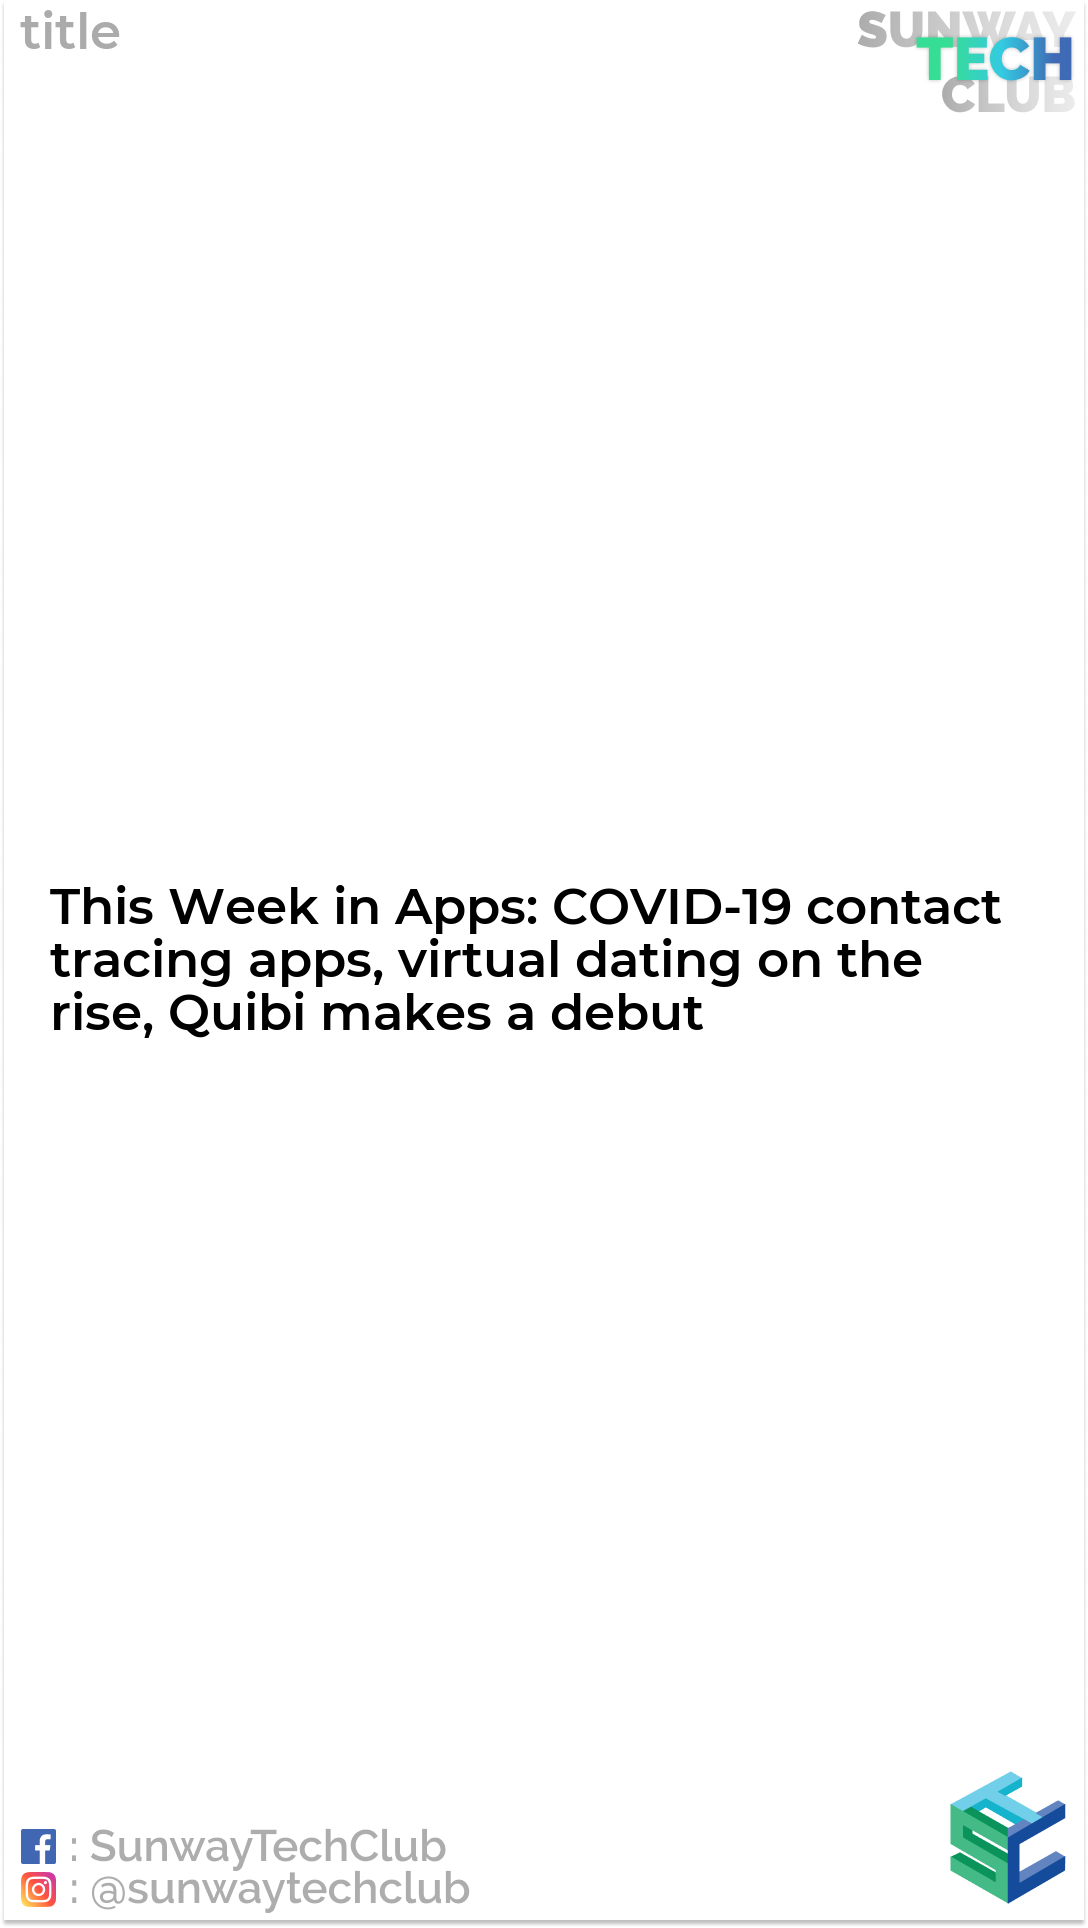 title
SUNWAY
TECH
CLUB
This Week in Apps: COVID-19 contact
tracing apps, virtual dating on the
rise, Quibi makes a debut
: SunwayTechClub
: @sunwaytechclub